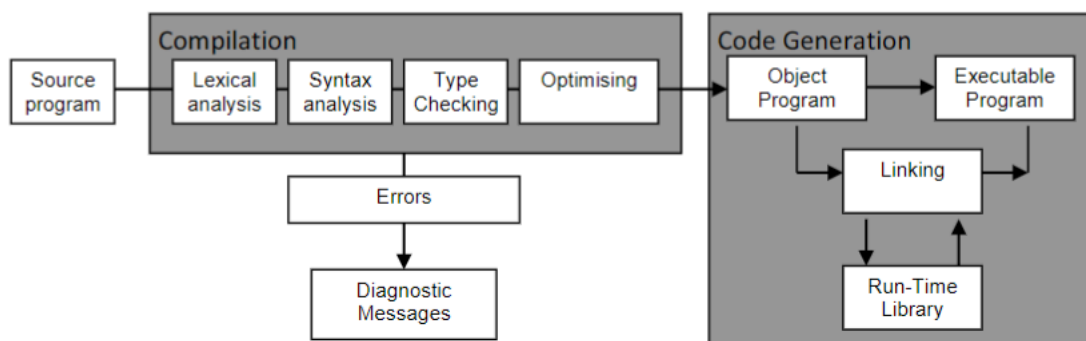 Compilation
Source
program
Lexical
analysis
Syntax
analysis
Type
Checking
Optimising
Errors
Diagnostic
Messages
Code Generation
Object
Program
Executable
Program
Linking
Run-Time
Library